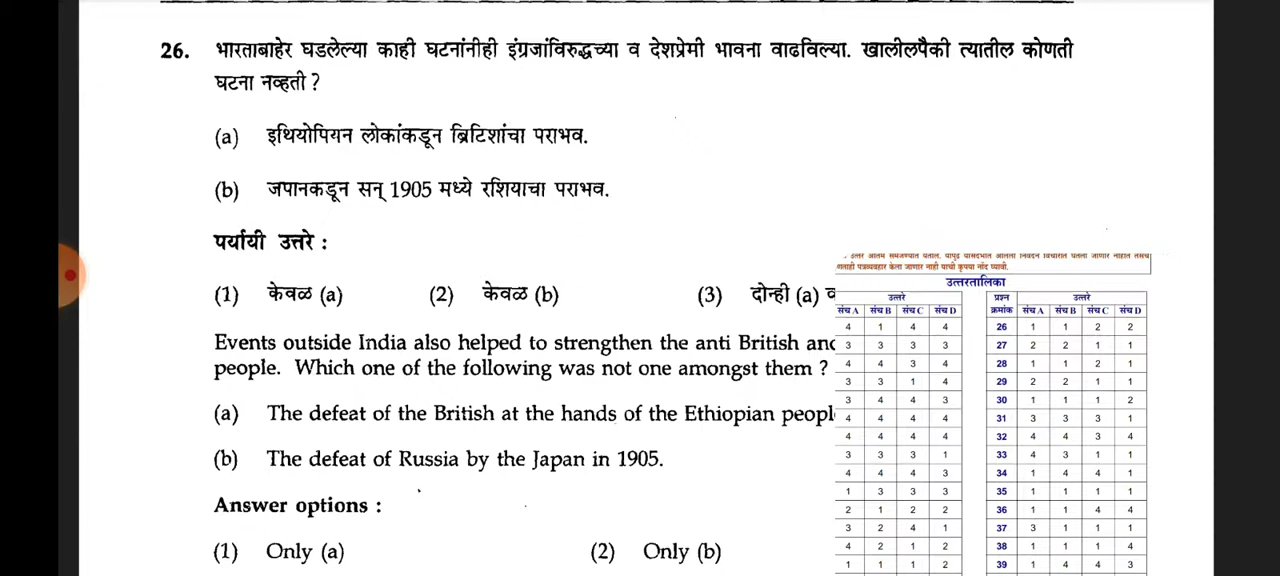 26. भारताबाहेर घडलेल्या काही घटनांनीही इंग्रजांविरुद्धच्या व देशप्रेमी भावना वाढविल्या. खालीलपैकी त्यातील कोणती
घटना नव्हती ?
(a) इथियोपियन लोकांकडून ब्रिटिशांचा पराभव.
(b) जपानकडून सन् 1905 मध्ये रशियाचा पराभव.
पर्यायी उत्तरे :
(1) केवळ (a) (2) केवळ (b) (3) दोन्ही (a) व
Events outside India also helped to strengthen the anti British and
people. Which one of the following was not one amongst them ?
(a) The defeat of the British at the hands of the Ethiopian peopl
(b) The defeat of Russia by the Japan in 1905.
Answer options :
(1) Only (a) (2) Only (b)
पत्रव्यवहार केला जाणार नाही याची कृपया नोंद घ्यावी.
उत्तरतालिका
उत्तरे प्रश्न उत्तरे
संच A संच B संच C संच D क्रमांक संच A संच B संच C संच D
4 1 4 4 26 1 1 2 2
3 3 3 3 27 2 2 1 1
4 4 3 4 28 1 1 2 1
3 3 1 4 29 2 2 1 1
3 4 4 3 30 1 1 1 2
4 4 4 4 31 3 3 3 1
4 4 4 4 32 4 4 3 4
3 3 3 1 33 4 3 1 1
4 4 4 3 34 1 4 4 1
1 3 3 3 35 1 1 1 1
2 1 2 2 36 1 1 4 4
3 2 4 1 37 3 1 1 1
4 2 1 2 38 1 1 1 4
1 1 1 2 39 1 4 4 3